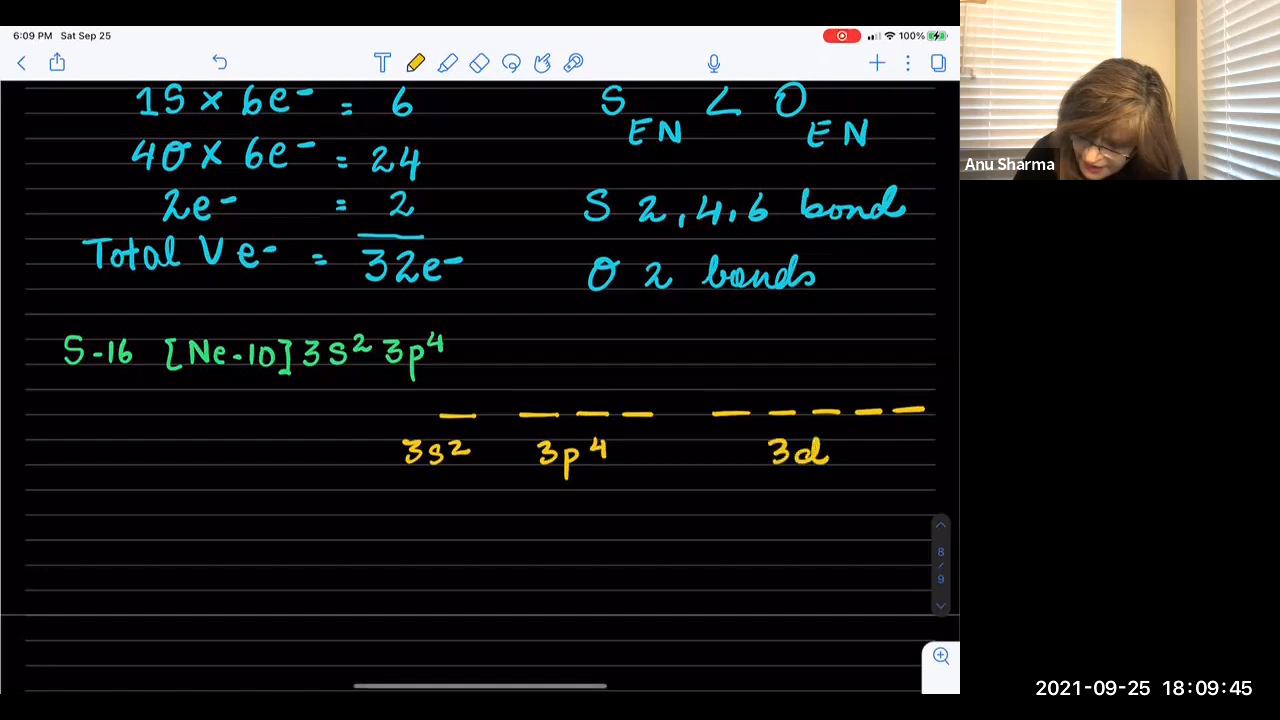 6:09 PM Sat Sep 25
100%
1S × 6e⁻ = 6
4O × 6e⁻ = 24
2e⁻ = 2
Total V e⁻ = 32e⁻
S EN < O EN
S 2,4,6 bond
O 2 bonds
S-16 [Ne-10] 3s² 3p⁴
3s² 3p⁴ 3d
8/9
Anu Sharma
2021-09-25 18:09:45